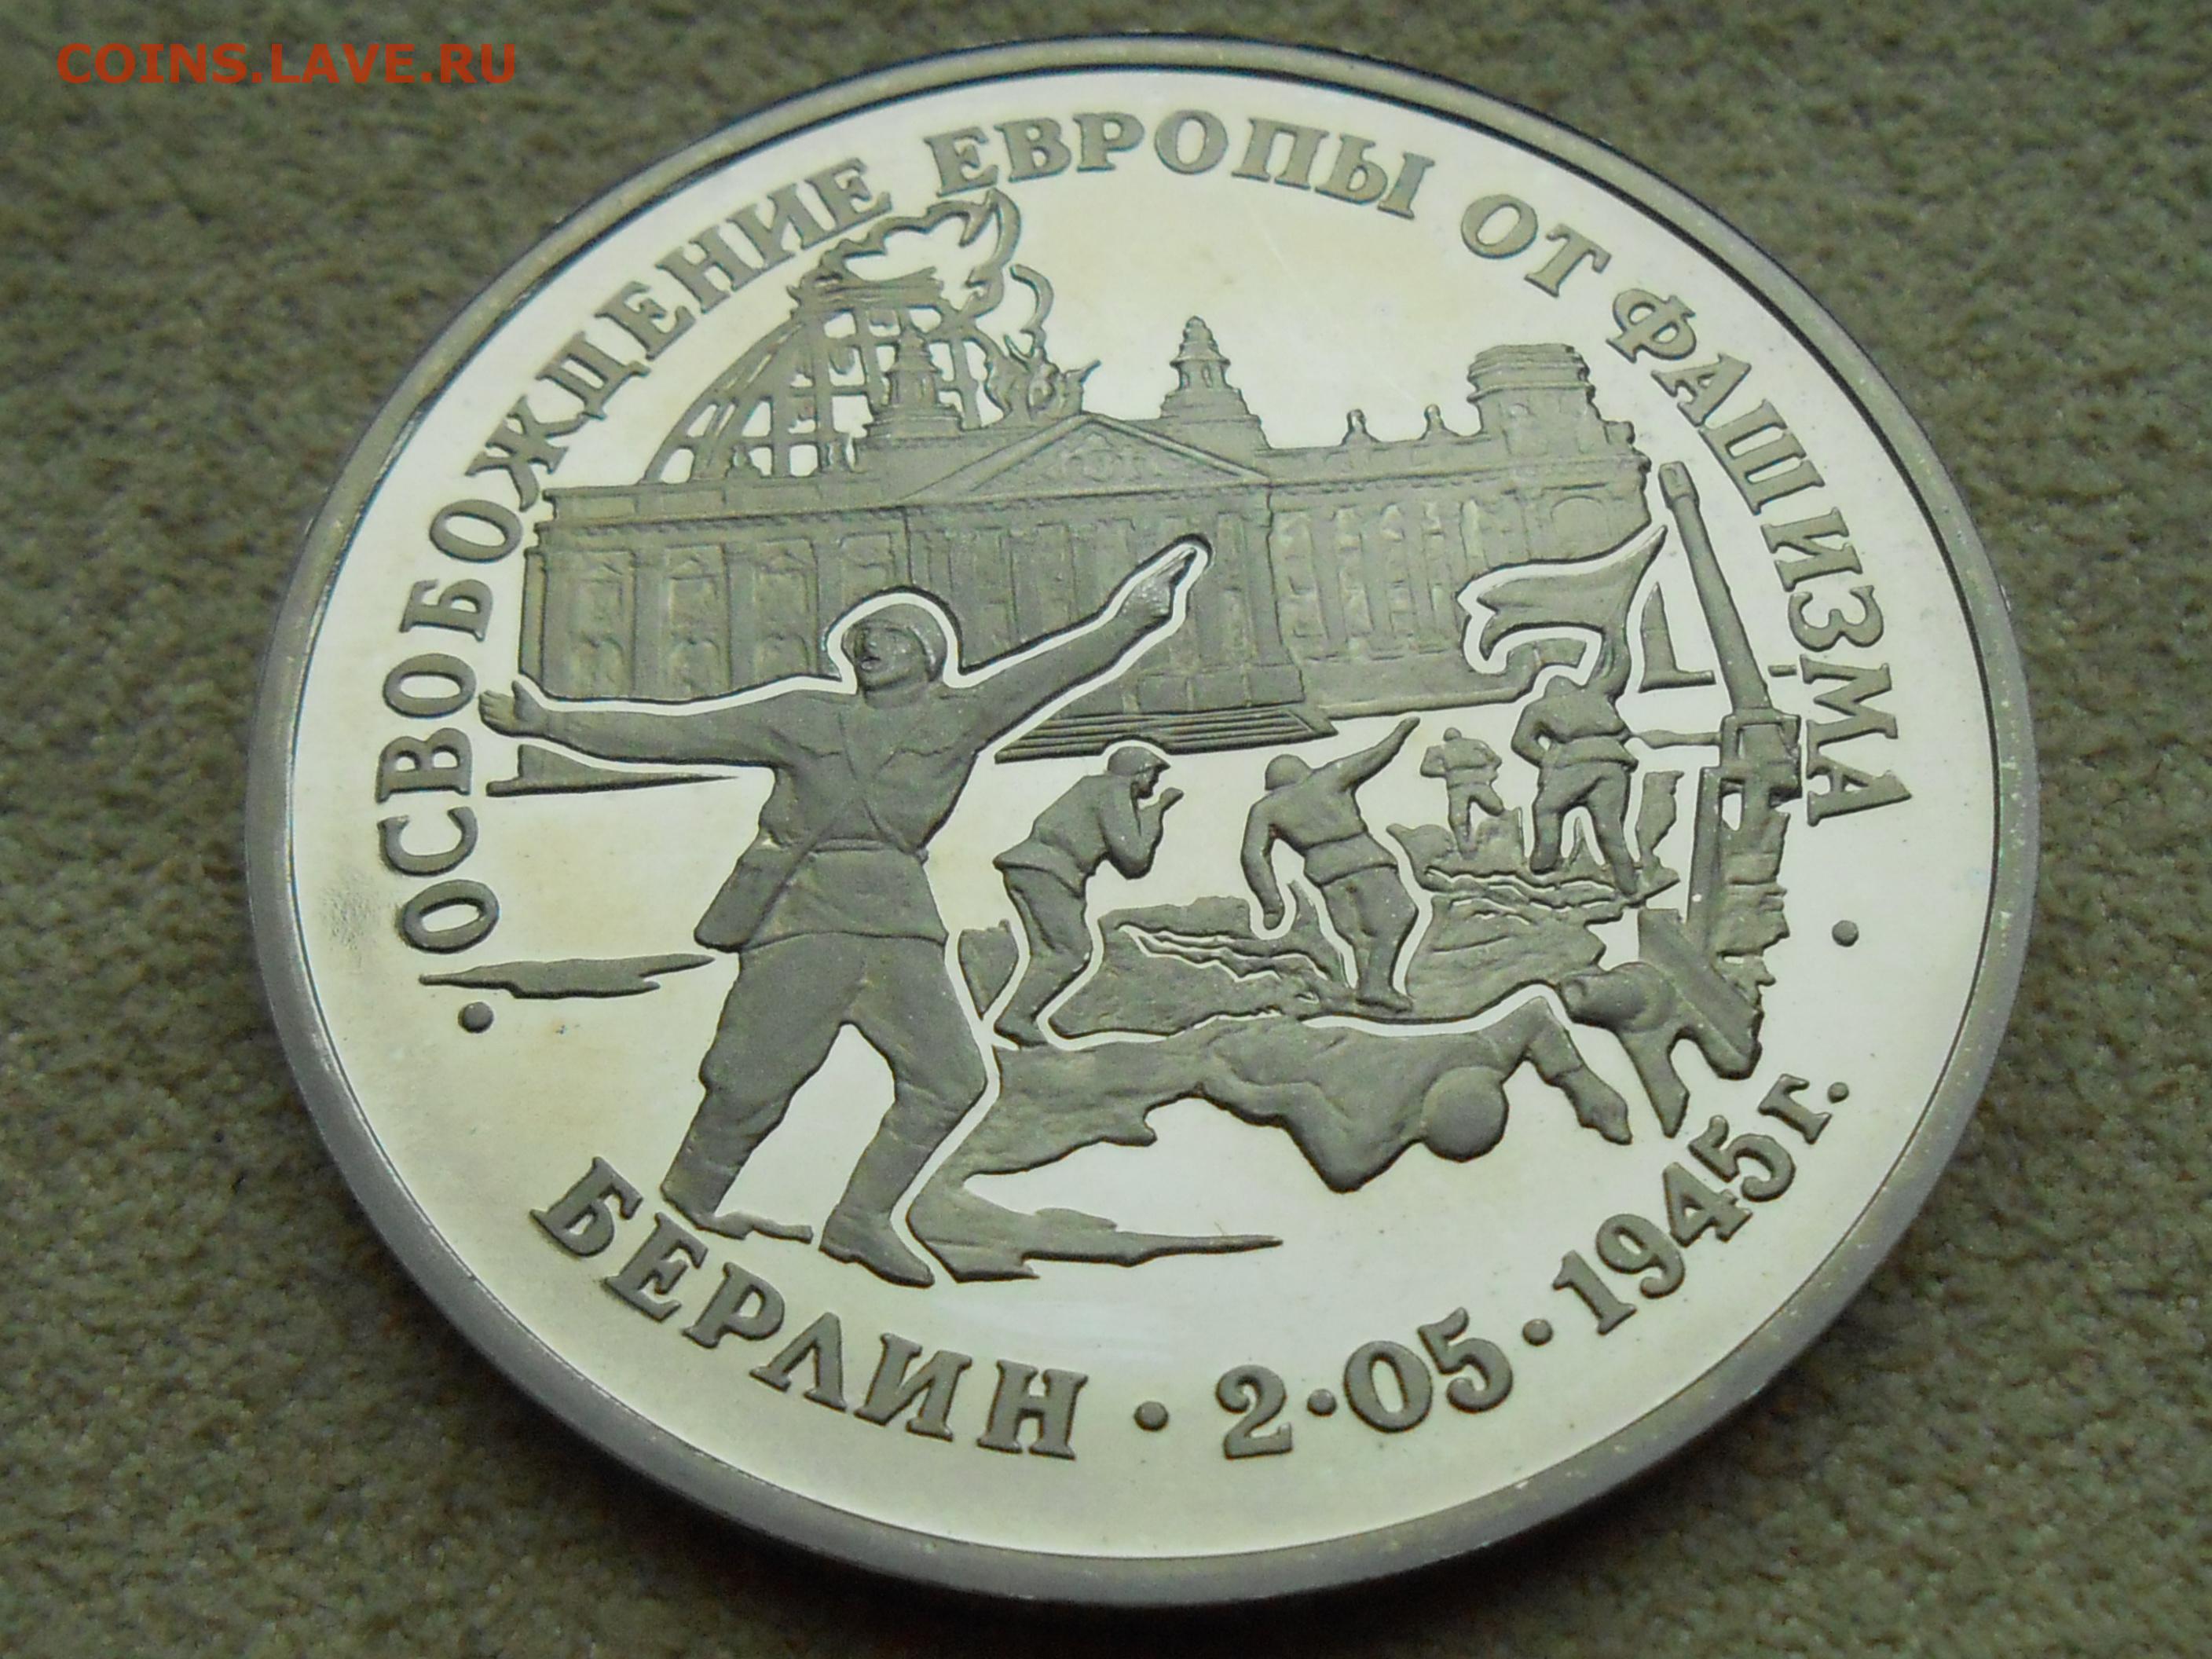 COINS.LAVE.RU
ОСВОБОЖДЕНИЕ ЕВРОПЫ ОТ ФАШИЗМА
БЕРЛИН · 2·05·1945г.